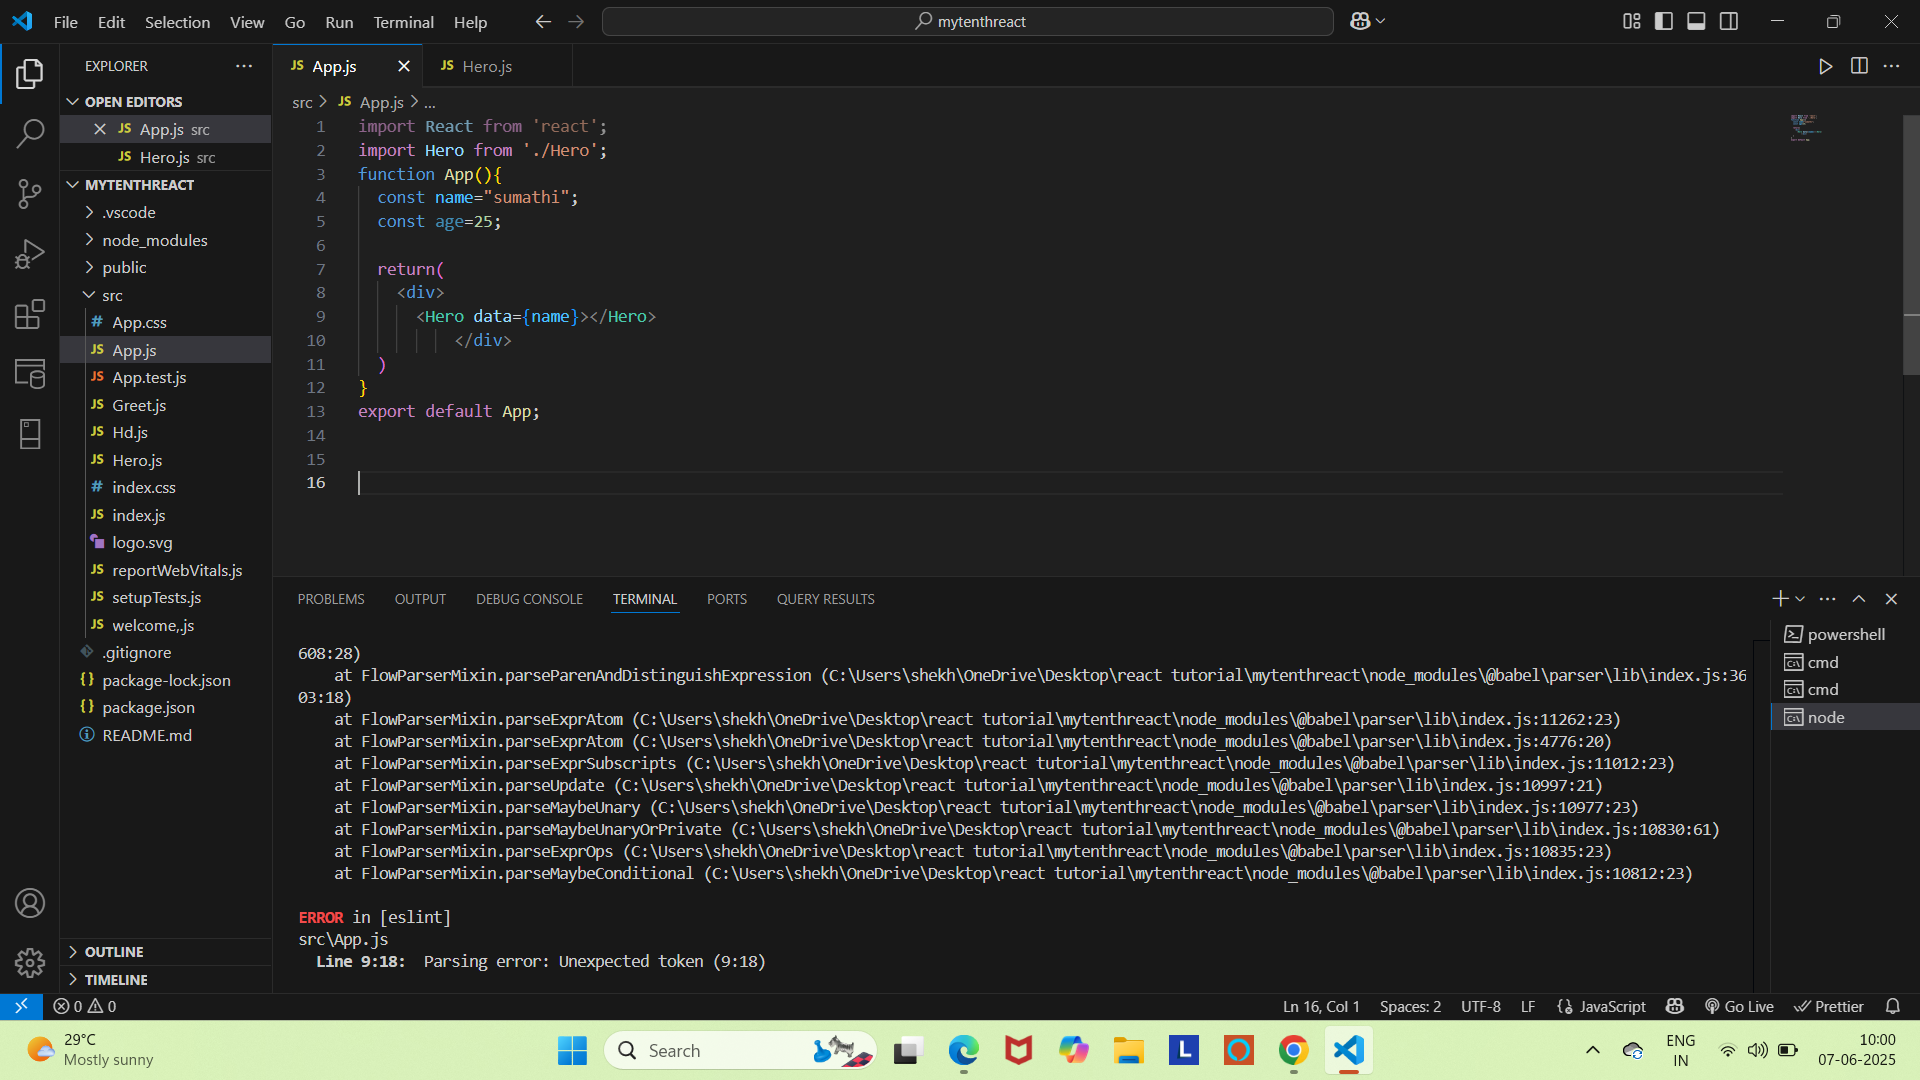 File Edit Selection View Go Run Terminal Help
mytenthreact
EXPLORER
App.js
Hero.js
OPEN EDITORS
App.js src
Hero.js src
MYTENTHREACT
.vscode
node_modules
public
src
App.css
App.js
App.test.js
Greet.js
Hd.js
Hero.js
index.css
index.js
logo.svg
reportWebVitals.js
setupTests.js
welcome,.js
.gitignore
package-lock.json
package.json
README.md
OUTLINE
TIMELINE
src > JS App.js > ...
1 import React from 'react';
2 import Hero from './Hero';
3 function App(){
4 const name="sumathi";
5 const age=25;
6
7 return(
8 <div>
9 <Hero data={name}></Hero>
10 </div>
11 )
12 }
13 export default App;
14
15
16
PROBLEMS OUTPUT DEBUG CONSOLE TERMINAL PORTS QUERY RESULTS
608:28)
at FlowParserMixin.parseParenAndDistinguishExpression (C:\Users\shekh\OneDrive\Desktop\react tutorial\mytenthreact\node_modules\@babel\parser\lib\index.js:36
03:18)
at FlowParserMixin.parseExprAtom (C:\Users\shekh\OneDrive\Desktop\react tutorial\mytenthreact\node_modules\@babel\parser\lib\index.js:11262:23)
at FlowParserMixin.parseExprAtom (C:\Users\shekh\OneDrive\Desktop\react tutorial\mytenthreact\node_modules\@babel\parser\lib\index.js:4776:20)
at FlowParserMixin.parseExprSubscripts (C:\Users\shekh\OneDrive\Desktop\react tutorial\mytenthreact\node_modules\@babel\parser\lib\index.js:11012:23)
at FlowParserMixin.parseUpdate (C:\Users\shekh\OneDrive\Desktop\react tutorial\mytenthreact\node_modules\@babel\parser\lib\index.js:10997:21)
at FlowParserMixin.parseMaybeUnary (C:\Users\shekh\OneDrive\Desktop\react tutorial\mytenthreact\node_modules\@babel\parser\lib\index.js:10977:23)
at FlowParserMixin.parseMaybeUnaryOrPrivate (C:\Users\shekh\OneDrive\Desktop\react tutorial\mytenthreact\node_modules\@babel\parser\lib\index.js:10830:61)
at FlowParserMixin.parseExprOps (C:\Users\shekh\OneDrive\Desktop\react tutorial\mytenthreact\node_modules\@babel\parser\lib\index.js:10835:23)
at FlowParserMixin.parseMaybeConditional (C:\Users\shekh\OneDrive\Desktop\react tutorial\mytenthreact\node_modules\@babel\parser\lib\index.js:10812:23)
ERROR in [eslint]
src\App.js
Line 9:18: Parsing error: Unexpected token (9:18)
powershell
cmd
cmd
node
0 0
Ln 16, Col 1 Spaces: 2 UTF-8 LF {} JavaScript Go Live Prettier
29°C
Mostly sunny
Search
L
ENG
IN
10:00
07-06-2025